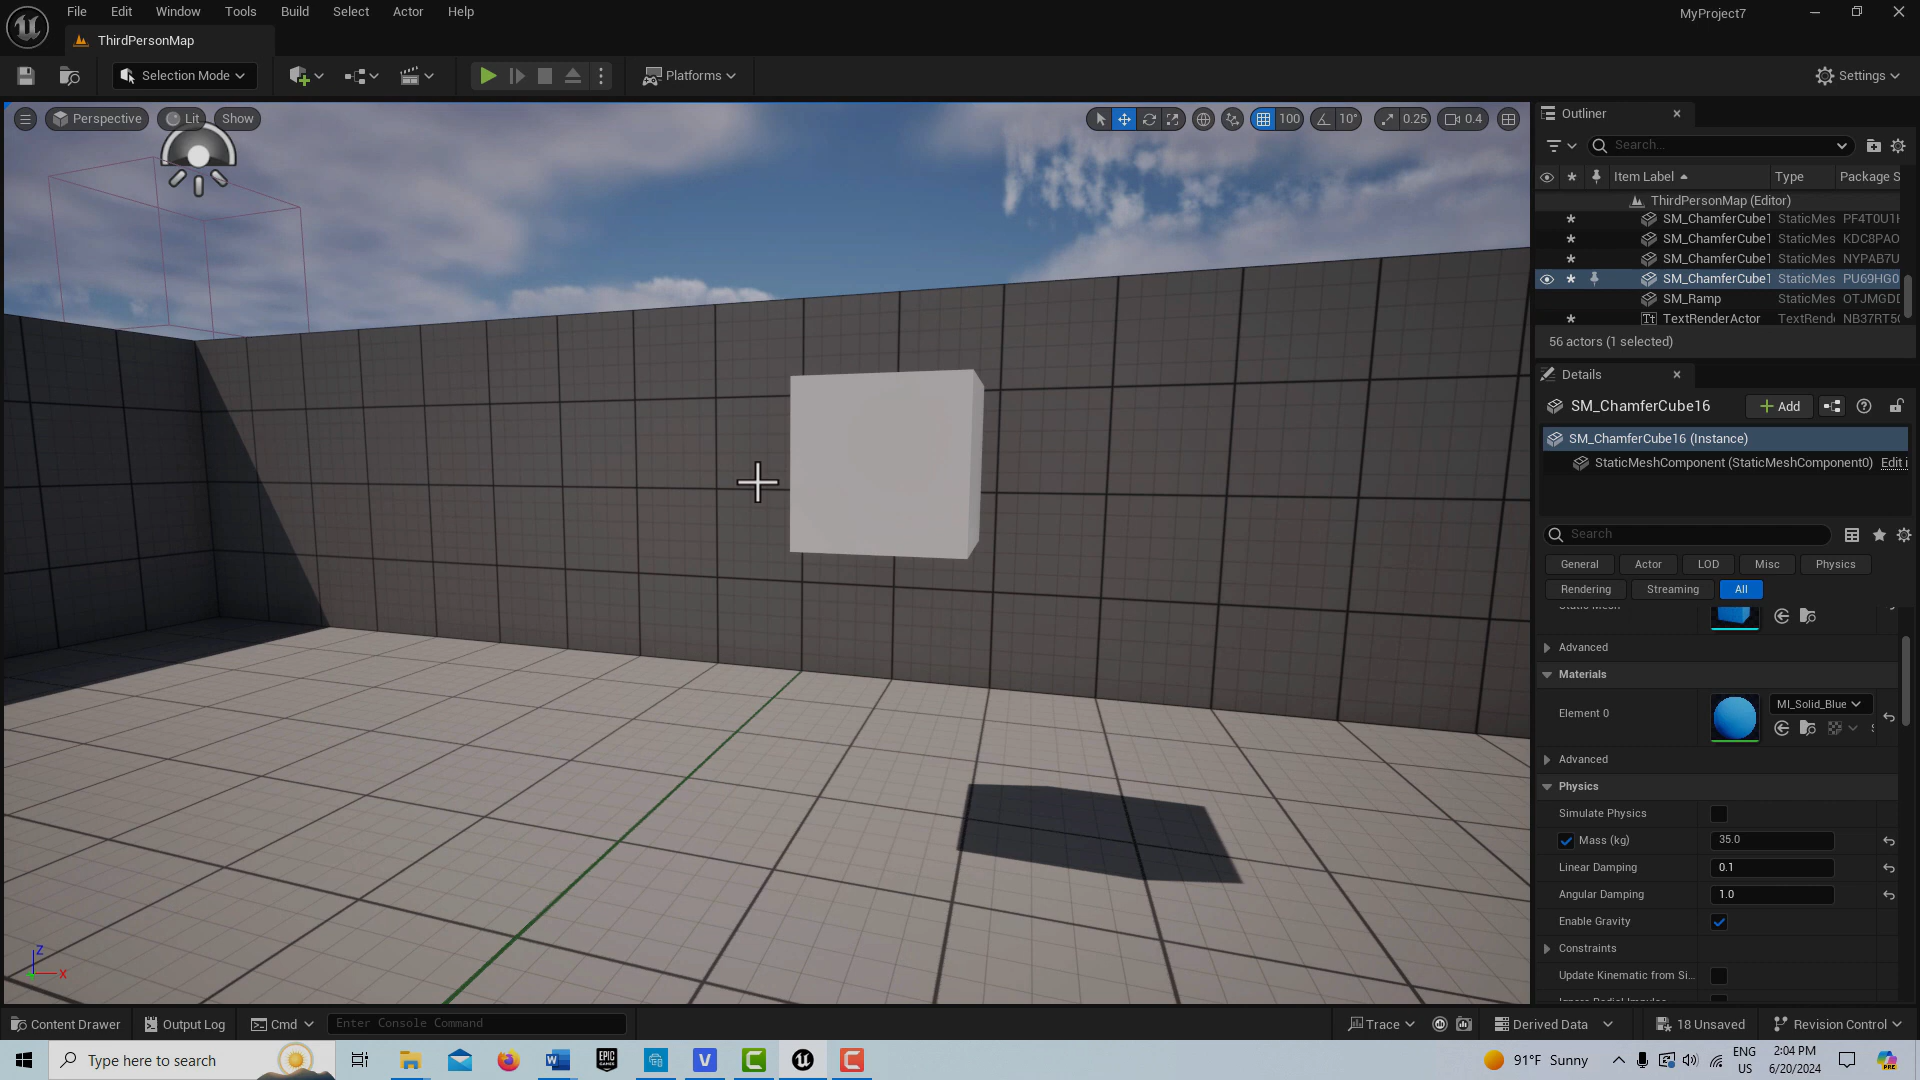 File Edit Window Tools Build Select Actor Help
MyProject7
ThirdPersonMap
Selection Mode
Platforms
Settings
Perspective Lit Show
100 10° 0.25 0.4
Outliner
Search...
Item Label Type Package S
ThirdPersonMap (Editor)
SM_ChamferCube1 StaticMes PF4T0U1H
SM_ChamferCube1 StaticMes KDC8PAO
SM_ChamferCube1 StaticMes NYPAB7U
SM_ChamferCube1 StaticMes PU69HG0
SM_Ramp StaticMes OTJMGDI
TextRenderActor TextRende NB37RT5
56 actors (1 selected)
Details
SM_ChamferCube16
Add
SM_ChamferCube16 (Instance)
StaticMeshComponent (StaticMeshComponent0) Edit i
Search
General Actor LOD Misc Physics
Rendering Streaming All
Static Mesh
Advanced
Materials
Element 0
MI_Solid_Blue
Advanced
Physics
Simulate Physics
Mass (kg) 35.0
Linear Damping 0.1
Angular Damping 1.0
Enable Gravity
Constraints
Update Kinematic from Si...
Z
X
Content Drawer Output Log Cmd Enter Console Command
Trace Derived Data 18 Unsaved Revision Control
Type here to search
91°F Sunny
ENG
US
2:04 PM
6/20/2024